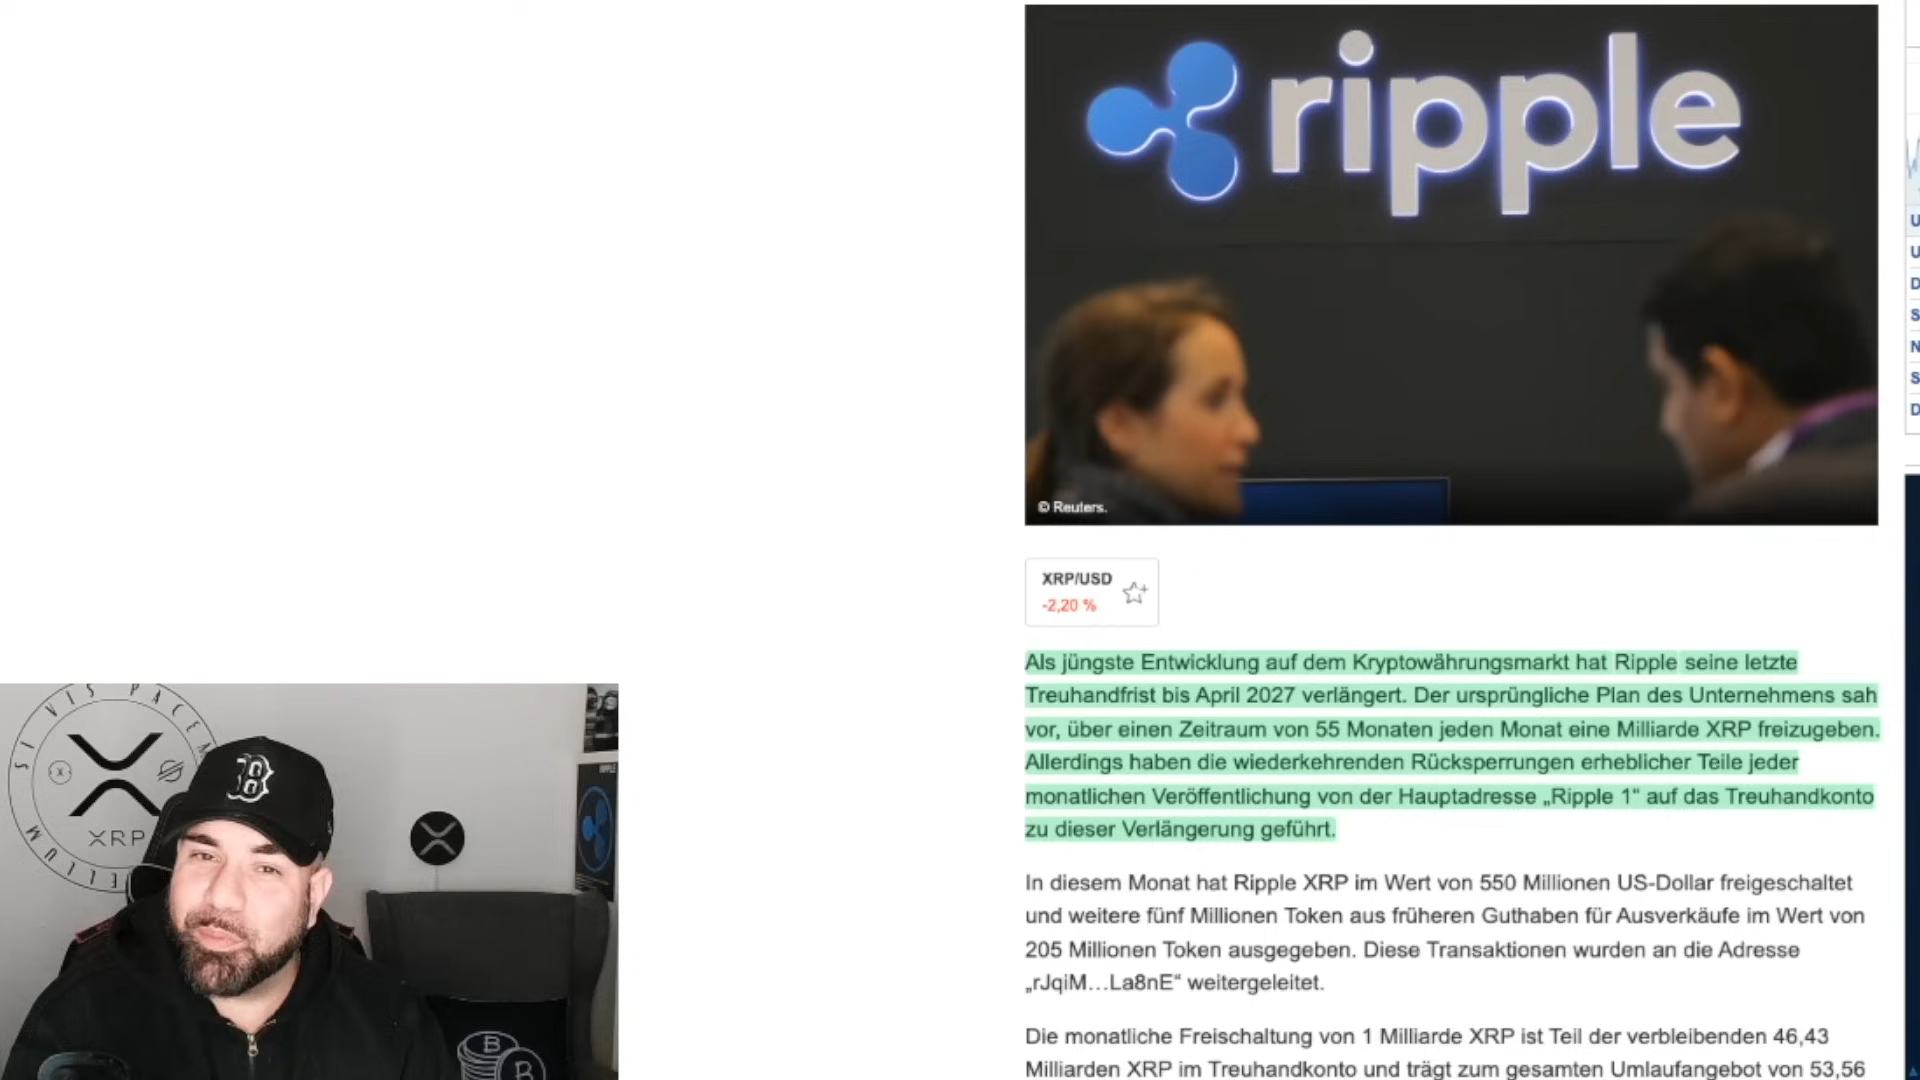 ripple
© Reuters.
XRP/USD
-2,20 %
Als jüngste Entwicklung auf dem Kryptowährungsmarkt hat Ripple seine letzte
Treuhandfrist bis April 2027 verlängert. Der ursprüngliche Plan des Unternehmens sah
vor, über einen Zeitraum von 55 Monaten jeden Monat eine Milliarde XRP freizugeben.
Allerdings haben die wiederkehrenden Rücksperrungen erheblicher Teile jeder
monatlichen Veröffentlichung von der Hauptadresse „Ripple 1“ auf das Treuhandkonto
zu dieser Verlängerung geführt.
In diesem Monat hat Ripple XRP im Wert von 550 Millionen US-Dollar freigeschaltet
und weitere fünf Millionen Token aus früheren Guthaben für Ausverkäufe im Wert von
205 Millionen Token ausgegeben. Diese Transaktionen wurden an die Adresse
„rJqiM…La8nE“ weitergeleitet.
Die monatliche Freischaltung von 1 Milliarde XRP ist Teil der verbleibenden 46,43
Milliarden XRP im Treuhandkonto und trägt zum gesamten Umlaufangebot von 53,56
U
U
D
S
N
S
D
SI VIS PACEM
XRP
B
RIPPLE
B
B